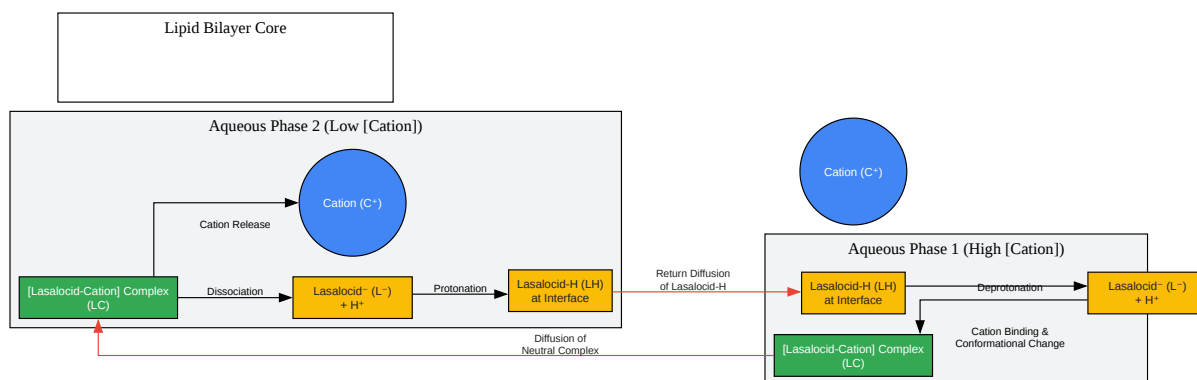 Lipid Bilayer Core
Aqueous Phase 2 (Low [Cation])
Cation (C⁺)
Cation Release
[Lasalocid-Cation] Complex
(LC)
Dissociation
Lasalocid⁻ (L⁻)
+ H⁺
Protonation
Lasalocid-H (LH)
at Interface
Return Diffusion
of Lasalocid-H
Diffusion of
Neutral Complex
Cation (C⁺)
Aqueous Phase 1 (High [Cation])
Lasalocid-H (LH)
at Interface
Deprotonation
Lasalocid⁻ (L⁻)
+ H⁺
Cation Binding &
Conformational Change
[Lasalocid-Cation] Complex
(LC)